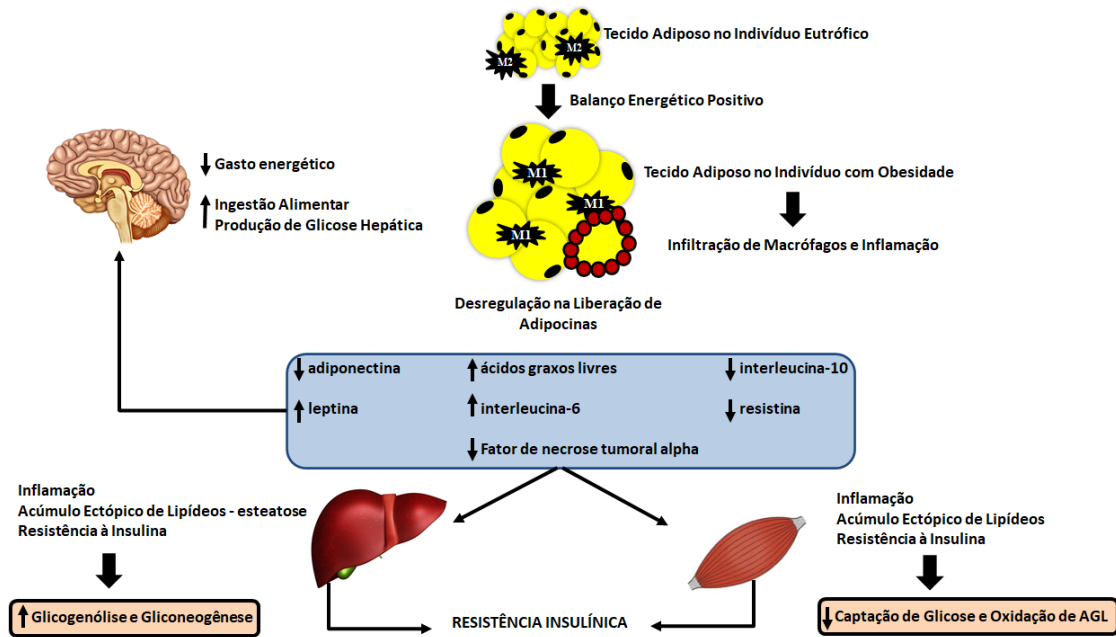 Tecido Adiposo no Indivíduo Eutrófico
M2
M2
Balanço Energético Positivo
Gasto energético
Ingestão Alimentar
Produção de Glicose Hepática
M1
M1
M1
Tecido Adiposo no Indivíduo com Obesidade
Infiltração de Macrófagos e Inflamação
Desregulação na Liberação de
Adipocinas
adiponectina
ácidos graxos livres
interleucina-10
leptina
interleucina-6
resistina
Fator de necrose tumoral alpha
Inflamação
Acúmulo Ectópico de Lipídeos - esteatose
Resistência à Insulina
Glicogenólise e Gliconeogênese
Inflamação
Acúmulo Ectópico de Lipídeos
Resistência à Insulina
Captação de Glicose e Oxidação de AGL
RESISTÊNCIA INSULÍNICA